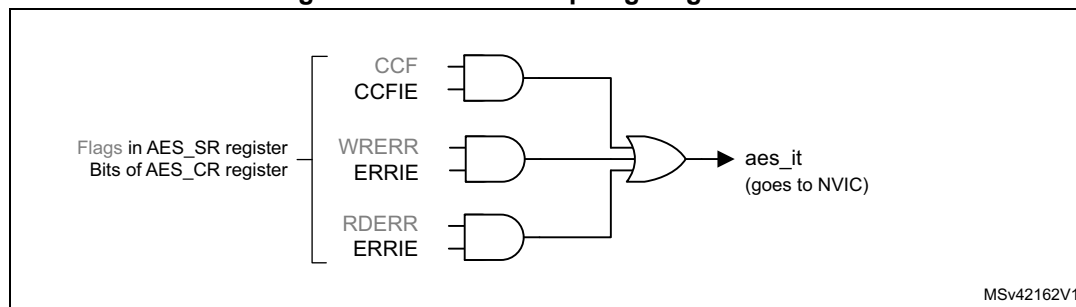 CCF
CCFIE
Flags in AES_SR register
Bits of AES_CR register
WRERR
ERRIE
RDERR
ERRIE
aes_it
(goes to NVIC)
MSv42162V1